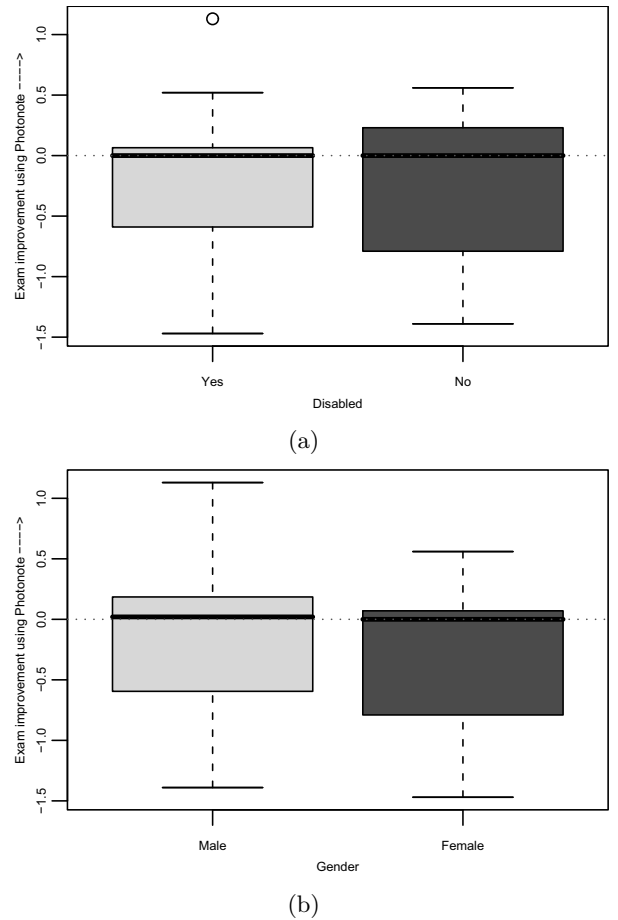 Exam improvement using Photonote ---->
1.0
0.5
0.0
−0.5
−1.0
−1.5
Yes No
Disabled
(a)
Exam improvement using Photonote ---->
1.0
0.5
0.0
−0.5
−1.0
−1.5
Male Female
Gender
(b)